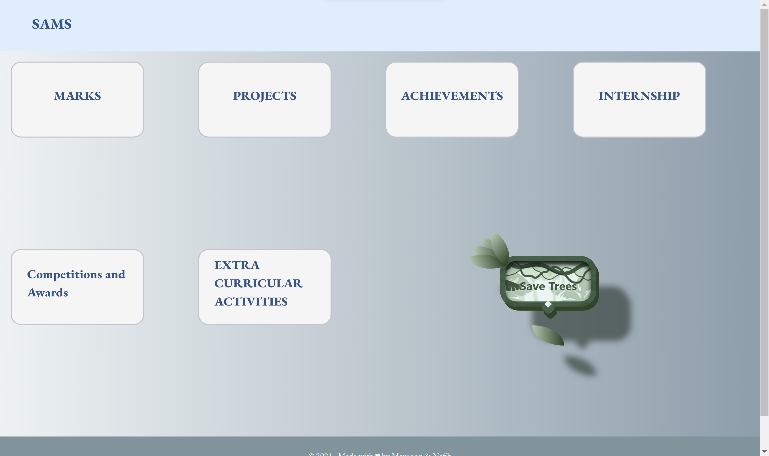 SAMS
MARKS
PROJECTS
ACHIEVEMENTS
INTERNSHIP
Competitions and
Awards
EXTRA
CURRICULAR
ACTIVITIES
Save Trees